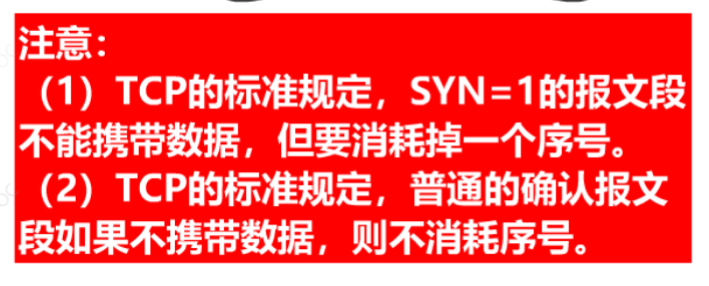 注意：
（1）TCP的标准规定，SYN=1的报文段
不能携带数据，但要消耗掉一个序号。
（2）TCP的标准规定，普通的确认报文
段如果不携带数据，则不消耗序号。